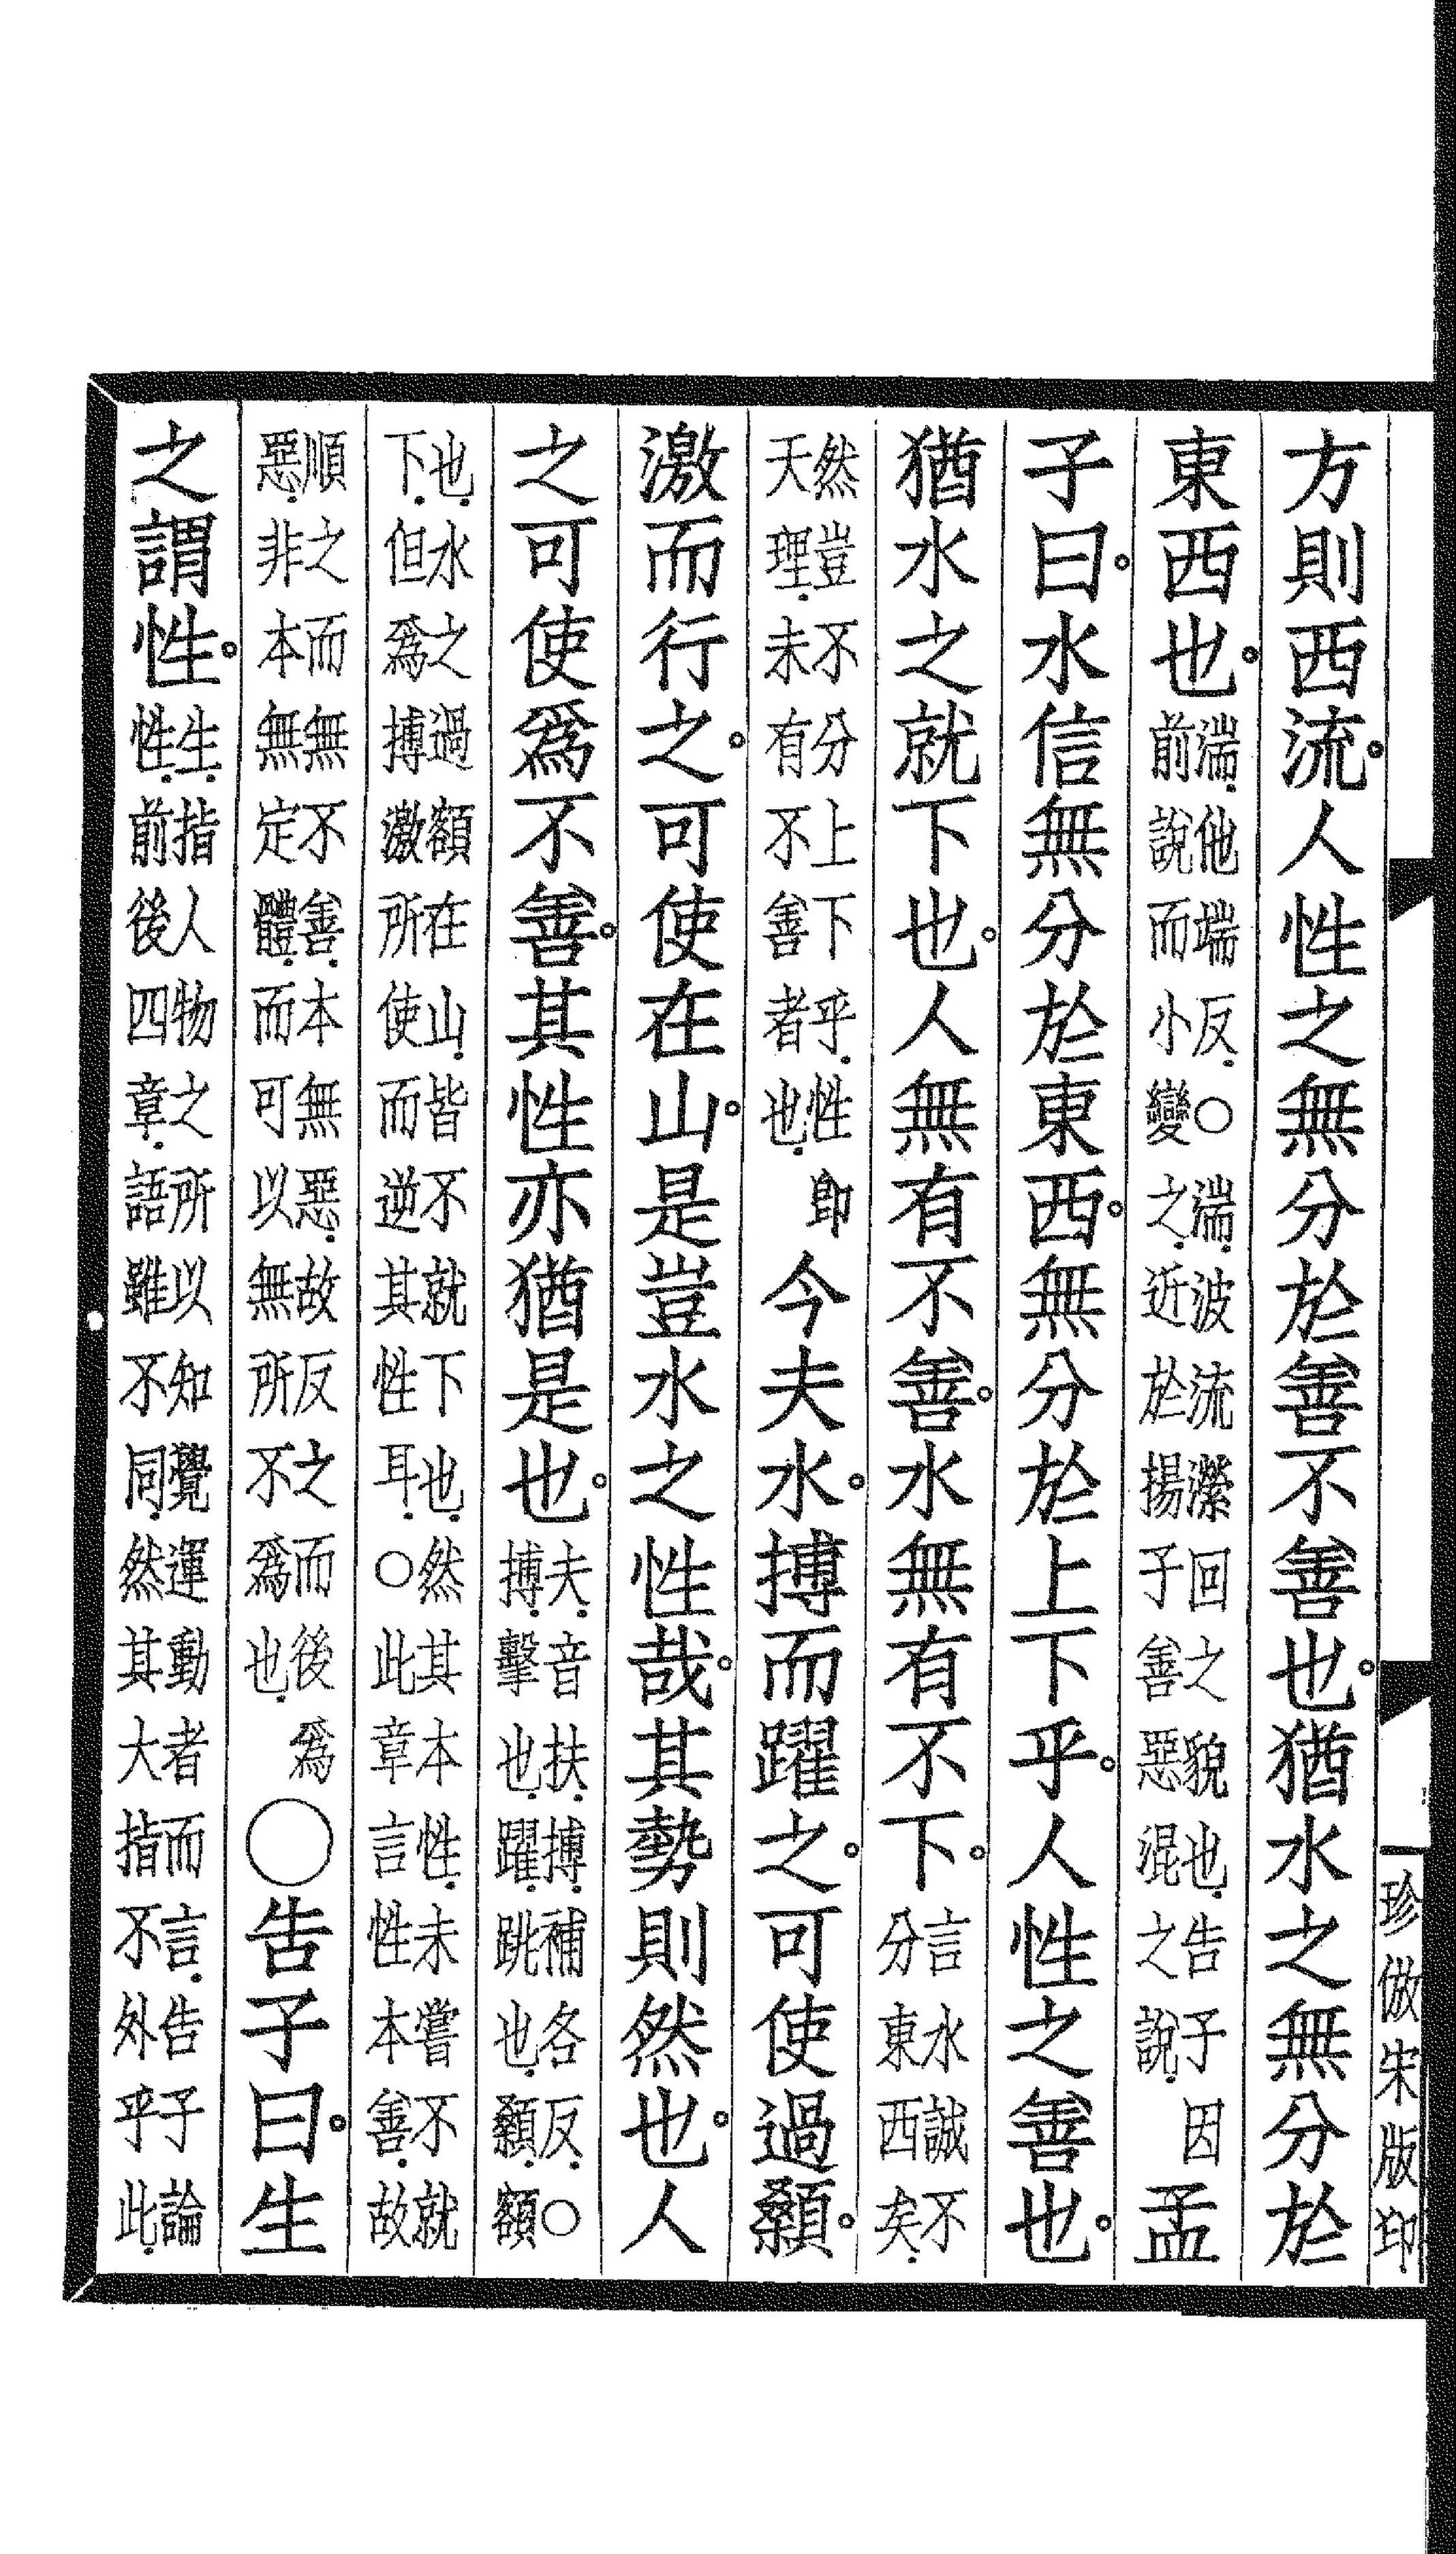 珍倣宋版印
方則西流。人性之無分於善不善也。猶水之無分於
東西也。湍、他端反、○湍、波流瀠回之貌也、告子因前說而小變之、近於揚子善惡混之說、孟
子曰。水信無分於東西。無分於上下乎。人性之善也。
猶水之就下也。人無有不善。水無有不下。言水誠不分東西矣、
然豈不分上下乎、性即天理、未有不善者也、今夫水。搏而躍之。可使過顙。
激而行之。可使在山。是豈水之性哉。其勢則然也。人
之可使爲不善。其性亦猶是也。夫、音扶、搏、補各反、○搏、擊也、躍、跳也、顙、額
也、水之過額在山、皆不就下也、然其本性、未嘗不就下、但爲搏激所使而逆其性耳、○此章言性本善、故
順之而無不善、本無惡、故反之而後爲惡、非本無定體、而可以無所不爲也、○告子曰。生
之謂性。生、指人物之所以知覺運動者而言、告子論性、前後四章、語雖不同、然其大指不外乎此、